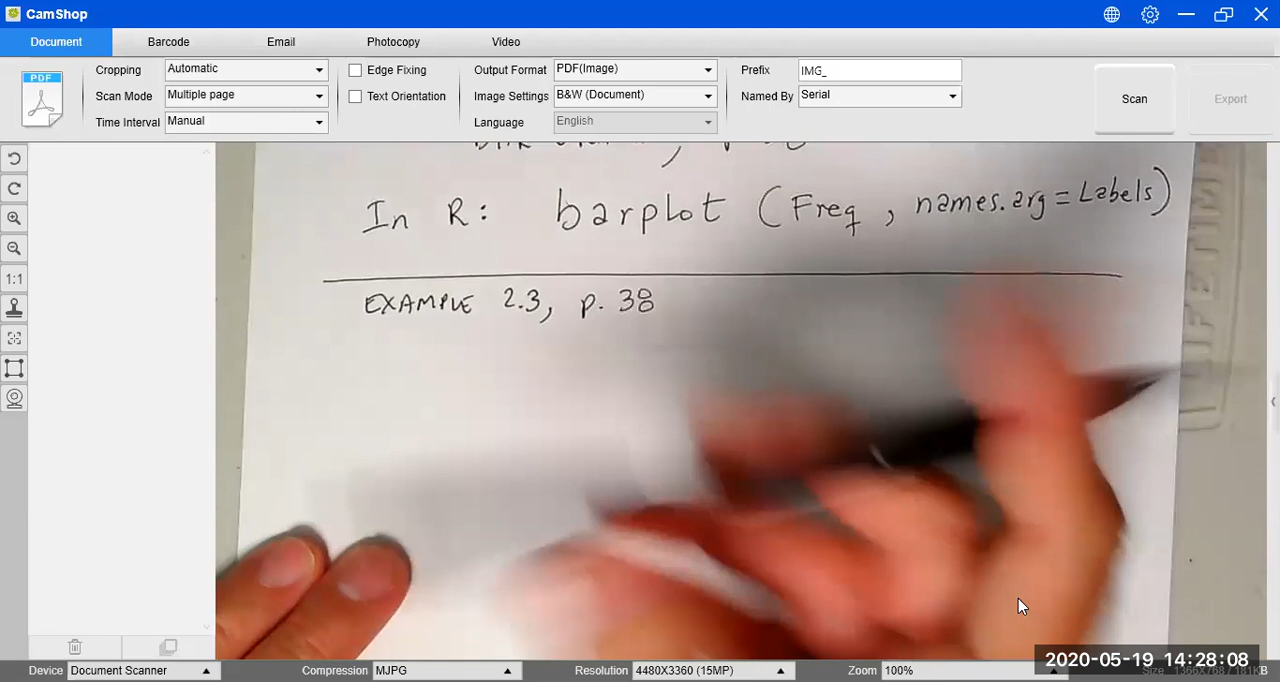 CamShop
Document Barcode Email Photocopy Video
PDF
Cropping Automatic
Scan Mode Multiple page
Time Interval Manual
Edge Fixing
Text Orientation
Output Format PDF(Image)
Image Settings B&W (Document)
Language English
Prefix IMG_
Named By Serial
Scan Export
1:1
In R: barplot (Freq, names.arg=Labels)
EXAMPLE 2.3, p. 38
2020-05-19 14:28:08
Device Document Scanner Compression MJPG Resolution 4480X3360 (15MP) Zoom 100%